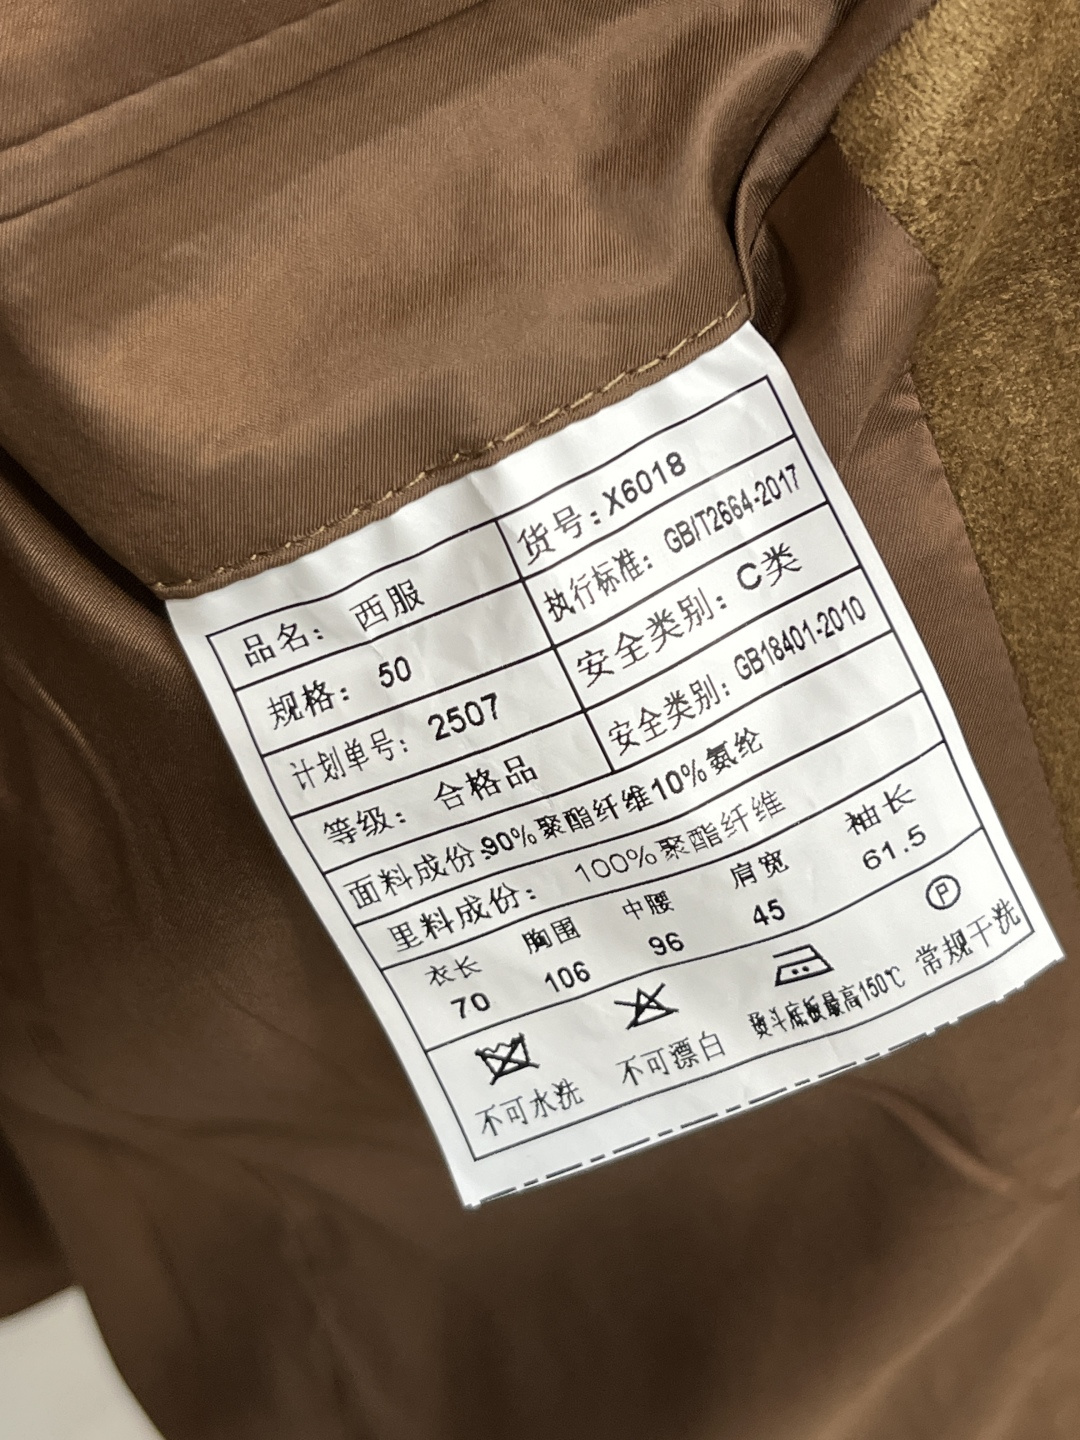 品名：西服 货号：X6018
规格：50 执行标准：GB/T2664-2017
计划单号：2507 安全类别：C类
等级：合格品 安全类别：GB18401-2010
面料成份：90%聚酯纤维10%氨纶
里料成份：100%聚酯纤维
衣长 胸围 中腰 肩宽 袖长
70 106 96 45 61.5
P
不可水洗 不可漂白 熨斗底板最高150℃ 常规干洗